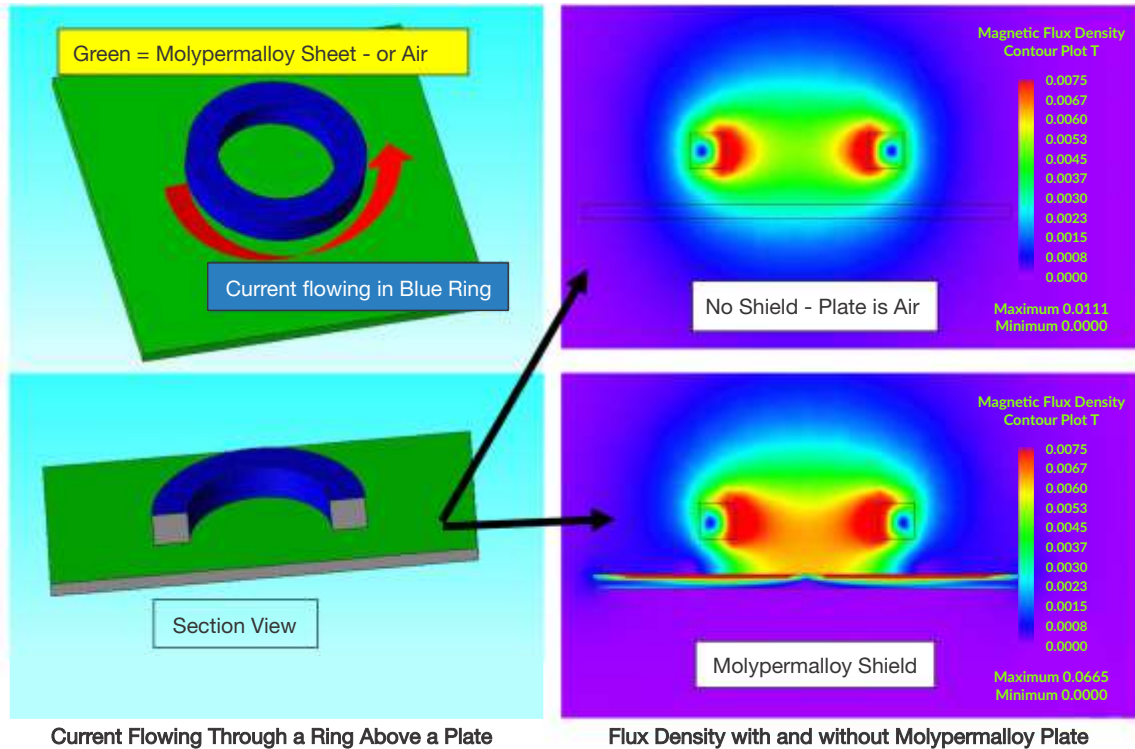 Green = Molypermalloy Sheet - or Air
Current flowing in Blue Ring
Magnetic Flux Density
Contour Plot T
0.0075
0.0067
0.0060
0.0053
0.0045
0.0037
0.0030
0.0023
0.0015
0.0008
0.0000
Maximum 0.0111
Minimum 0.0000
No Shield - Plate is Air
Section View
Magnetic Flux Density
Contour Plot T
0.0075
0.0067
0.0060
0.0053
0.0045
0.0037
0.0030
0.0023
0.0015
0.0008
0.0000
Maximum 0.0665
Minimum 0.0000
Molypermalloy Shield
Current Flowing Through a Ring Above a Plate
Flux Density with and without Molypermalloy Plate